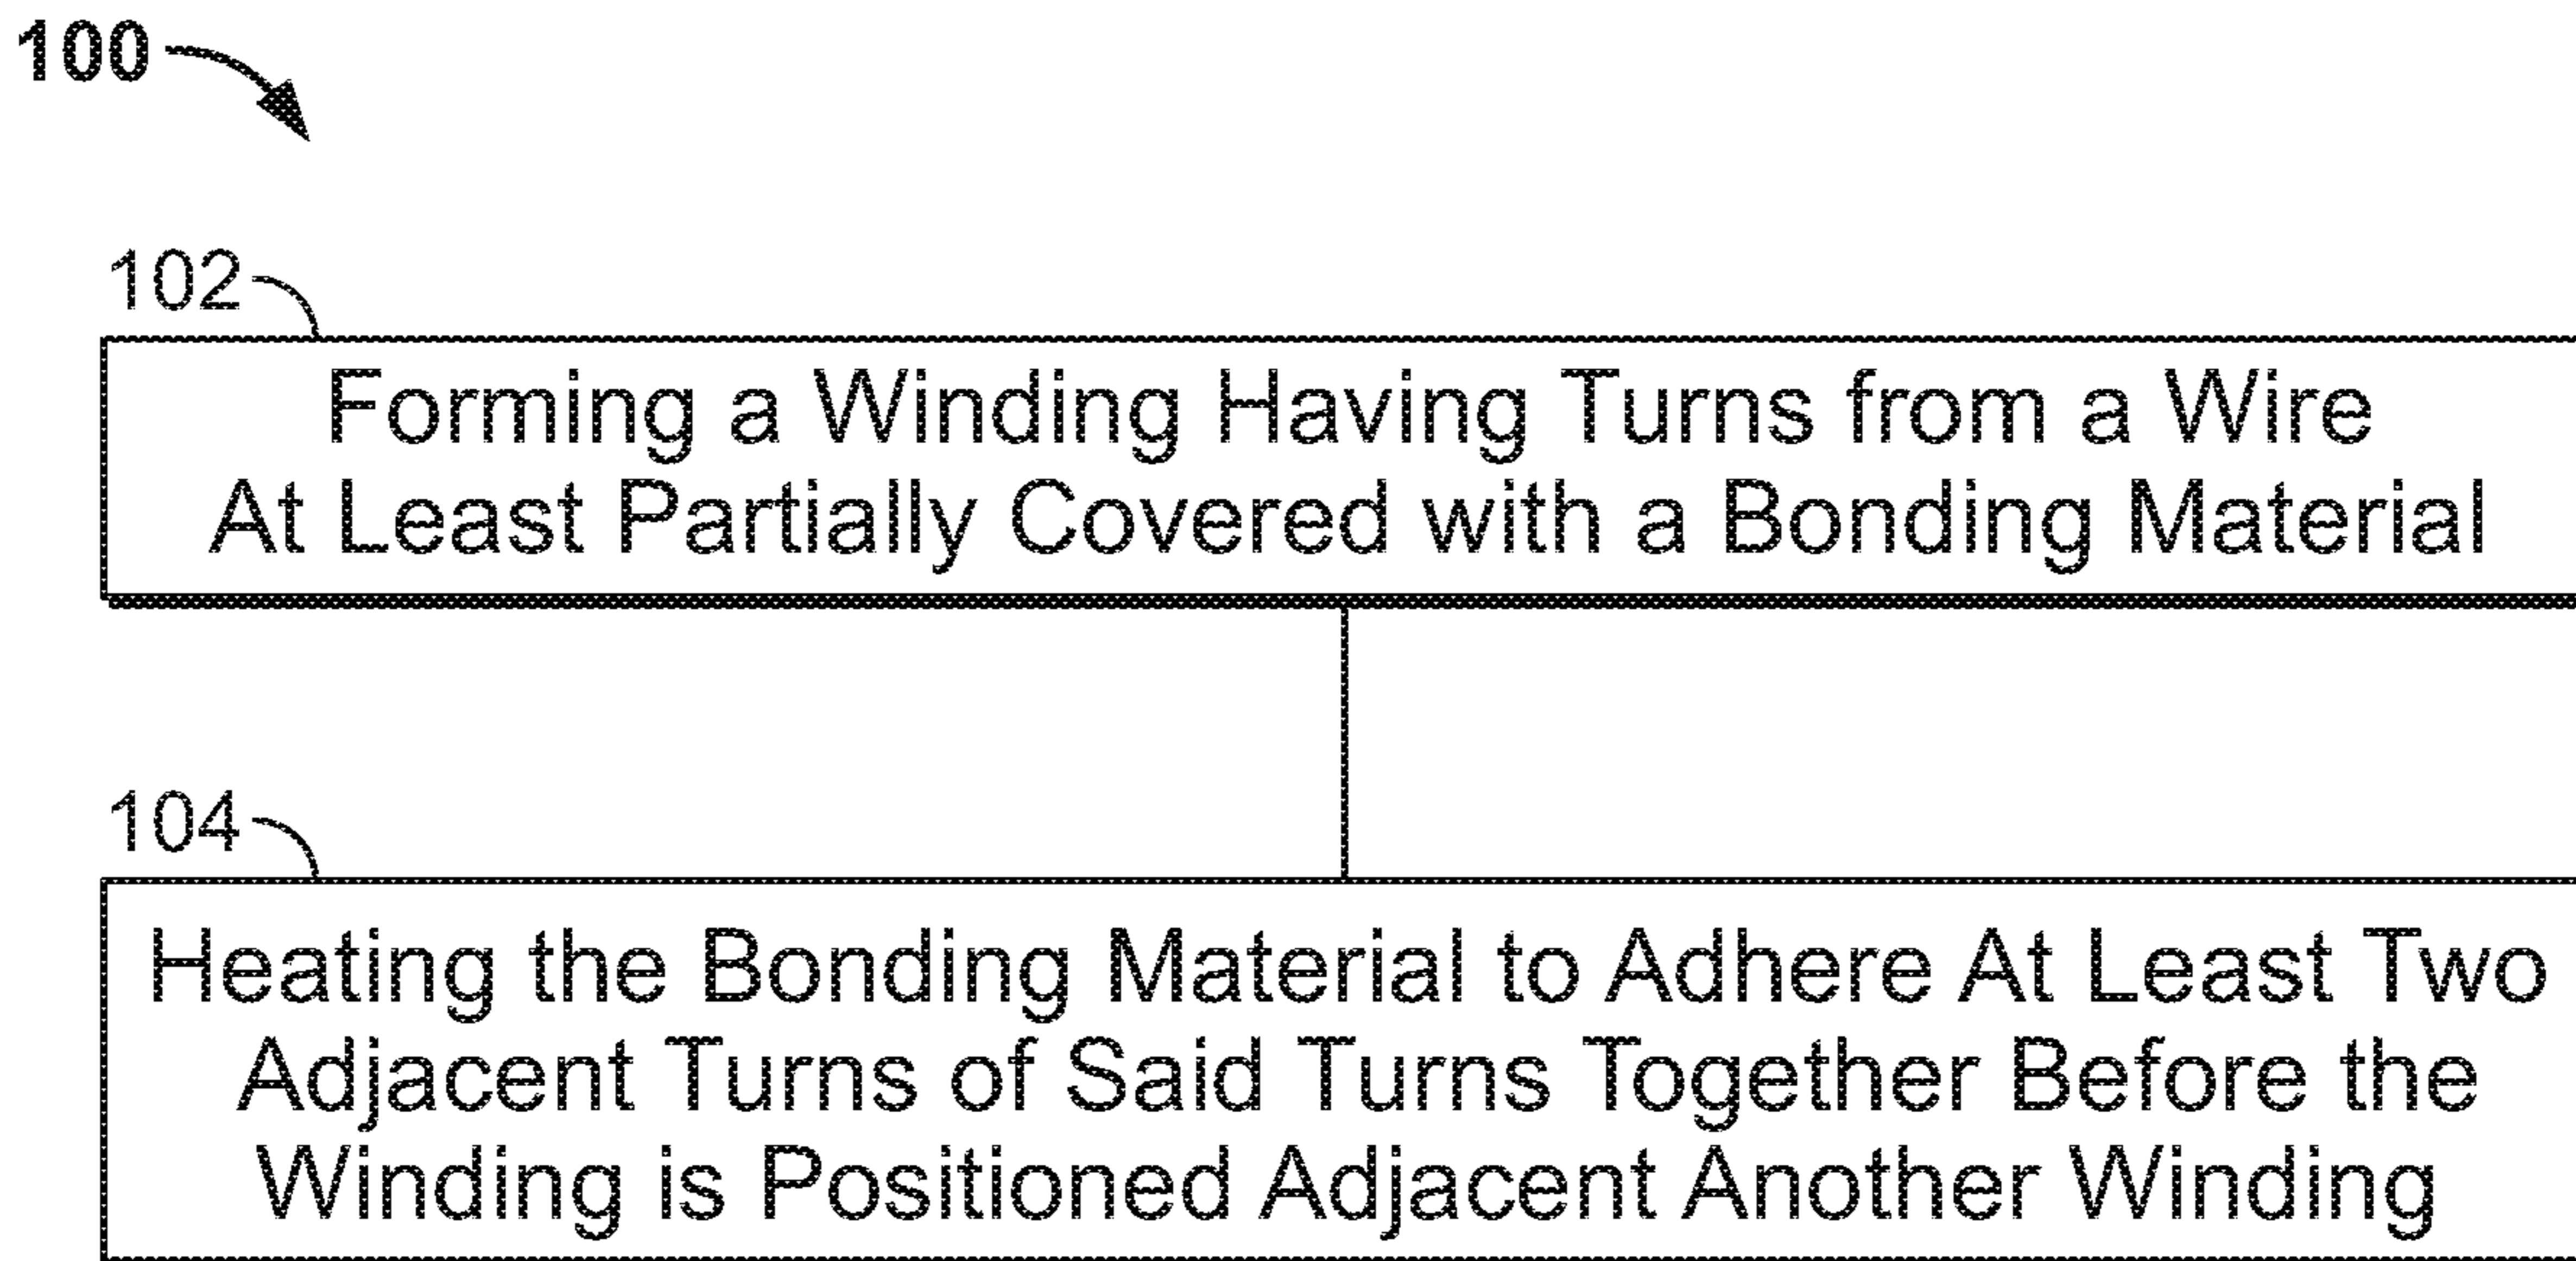 100
102
Forming a Winding Having Turns from a Wire
At Least Partially Covered with a Bonding Material
104
Heating the Bonding Material to Adhere At Least Two
Adjacent Turns of Said Turns Together Before the
Winding is Positioned Adjacent Another Winding